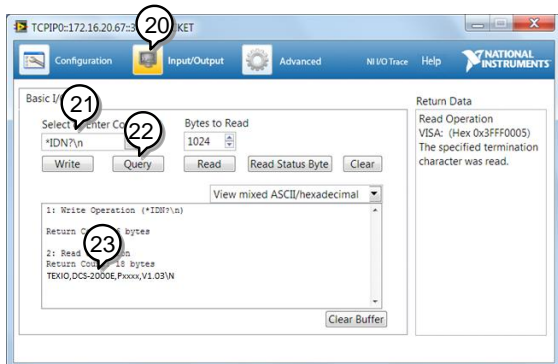 TCPIP0::172.16.20.67::3 KET
20
Configuration Input/Output Advanced NI I/O Trace Help NATIONAL INSTRUMENTS
Basic I/
Return Data
21
Select Enter Co
Bytes to Read
22
*IDN?\n
1024
Write Query Read Read Status Byte Clear
Read Operation
VISA: (Hex 0x3FFF0005)
The specified termination
character was read.
View mixed ASCII/hexadecimal
1: Write Operation (*IDN?\n)
Return bytes
23
2: Read on
Return 18 bytes
TEXIO,DCS-2000E,Pxxxx,V1.03\N
Clear Buffer